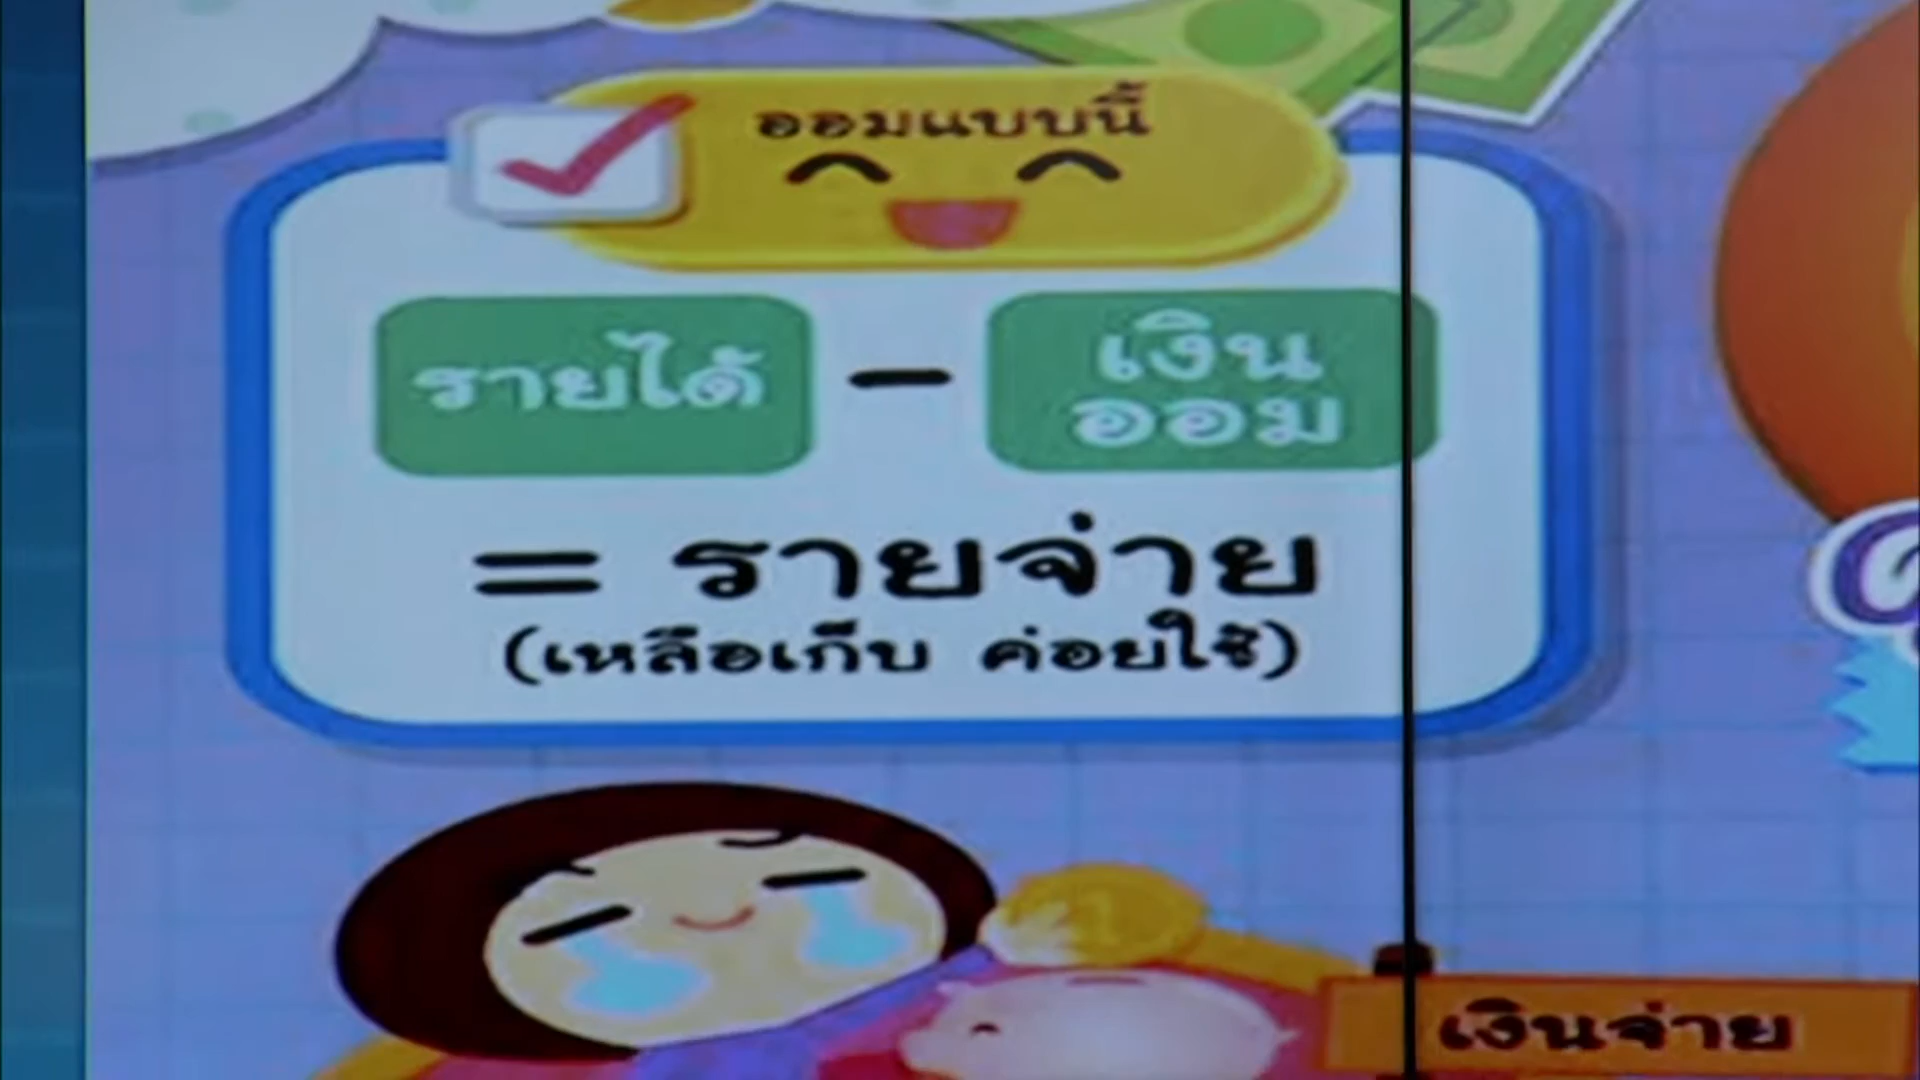 ออมแบบนี้
รายได้ - เงินออม
= รายจ่าย
(เหลือเก็บ ค่อยใช้)
เงินจ่าย